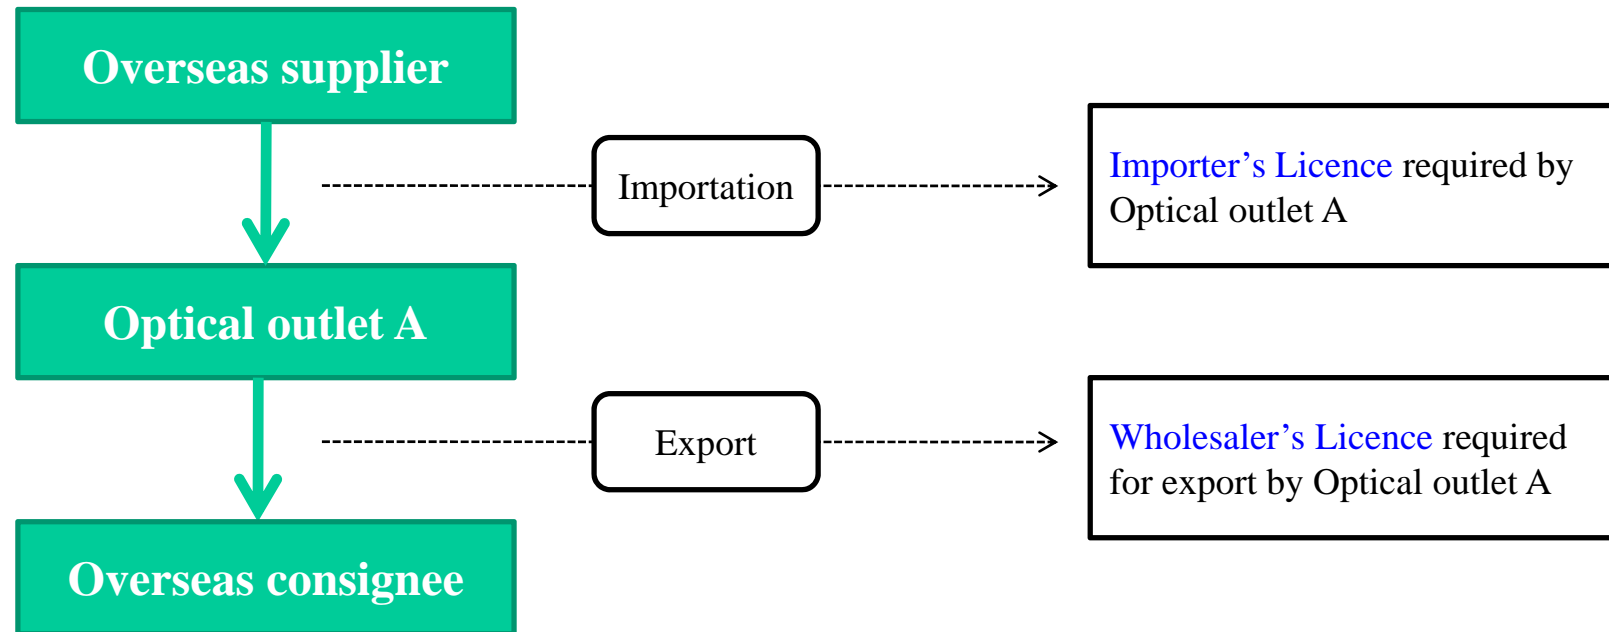 Overseas supplier
Importation
Importer’s Licence required by
Optical outlet A
Optical outlet A
Export
Wholesaler’s Licence required
for export by Optical outlet A
Overseas consignee